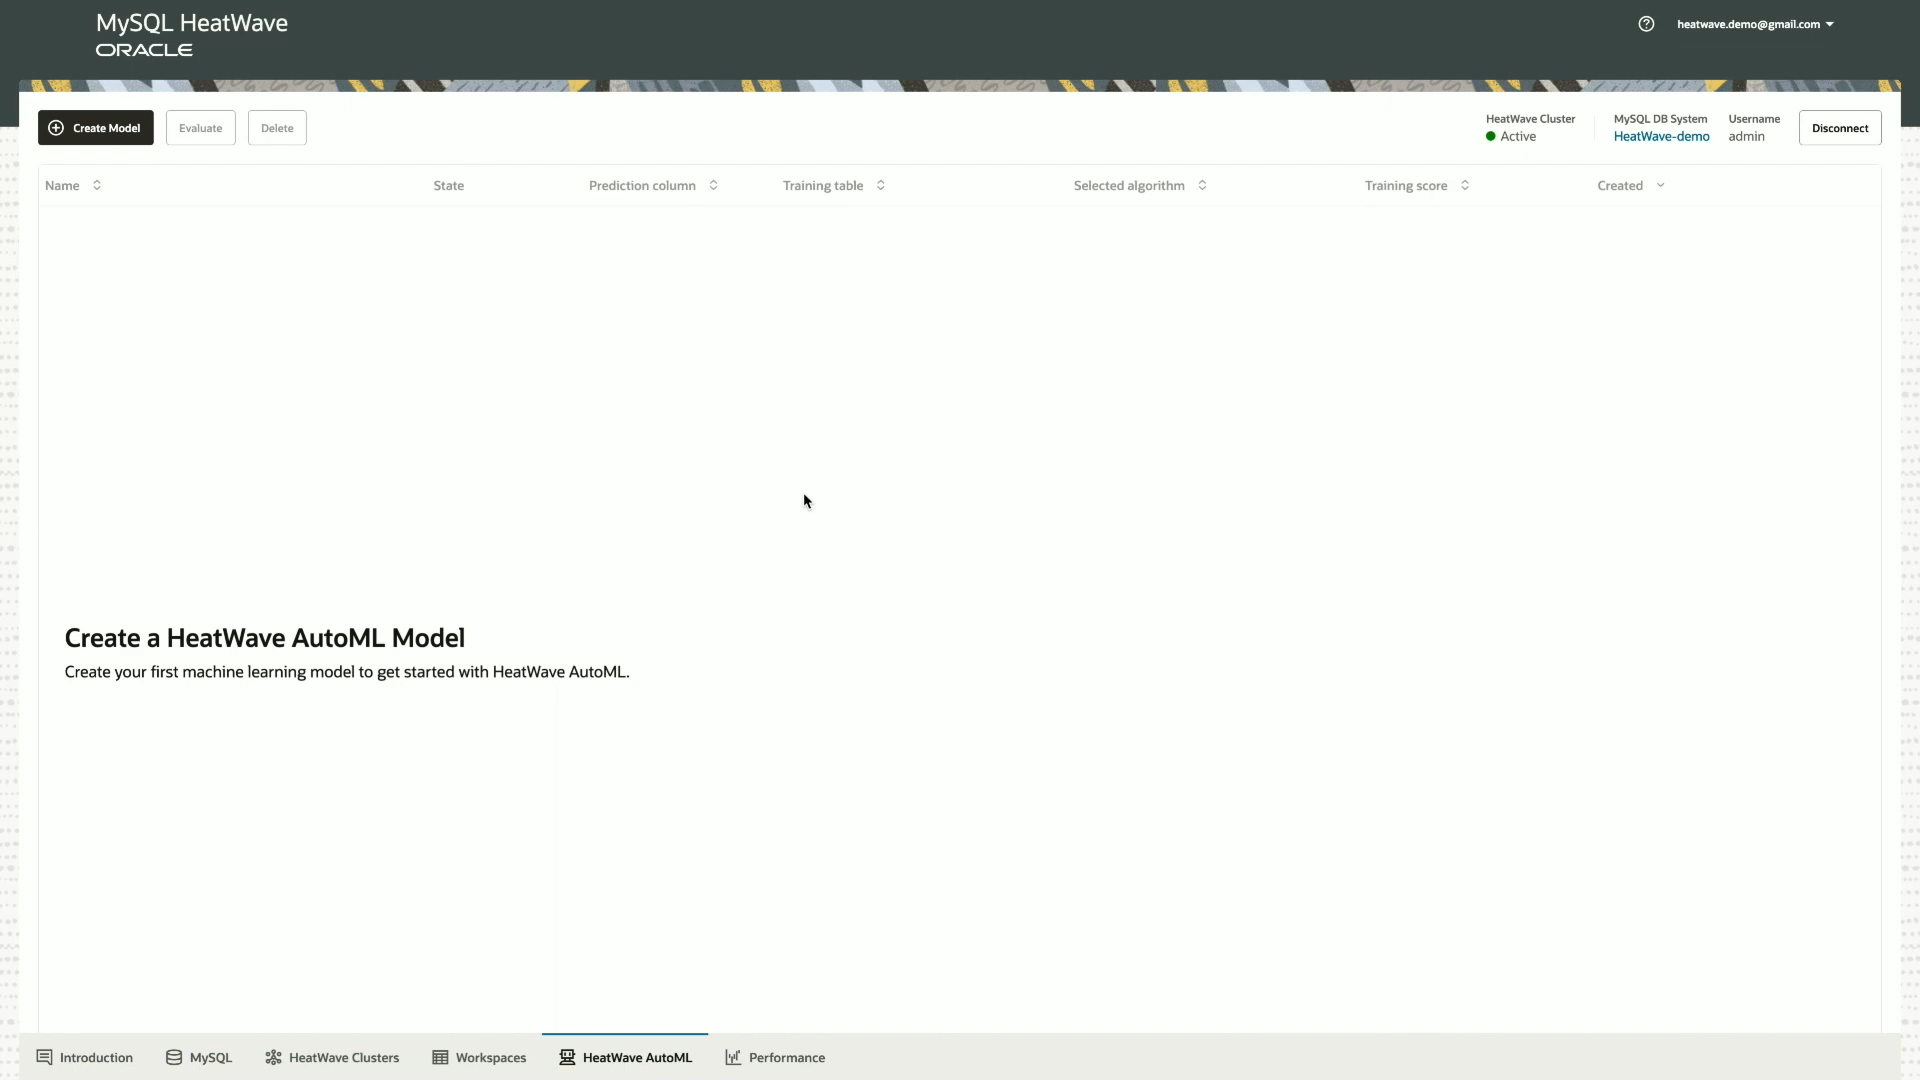 MySQL HeatWave
ORACLE
heatwave.demo@gmail.com
Create Model
Evaluate
Delete
HeatWave Cluster
Active
MySQL DB System
HeatWave-demo
Username
admin
Disconnect
Name
State
Prediction column
Training table
Selected algorithm
Training score
Created
Create a HeatWave AutoML Model
Create your first machine learning model to get started with HeatWave AutoML.
Introduction
MySQL
HeatWave Clusters
Workspaces
HeatWave AutoML
Performance